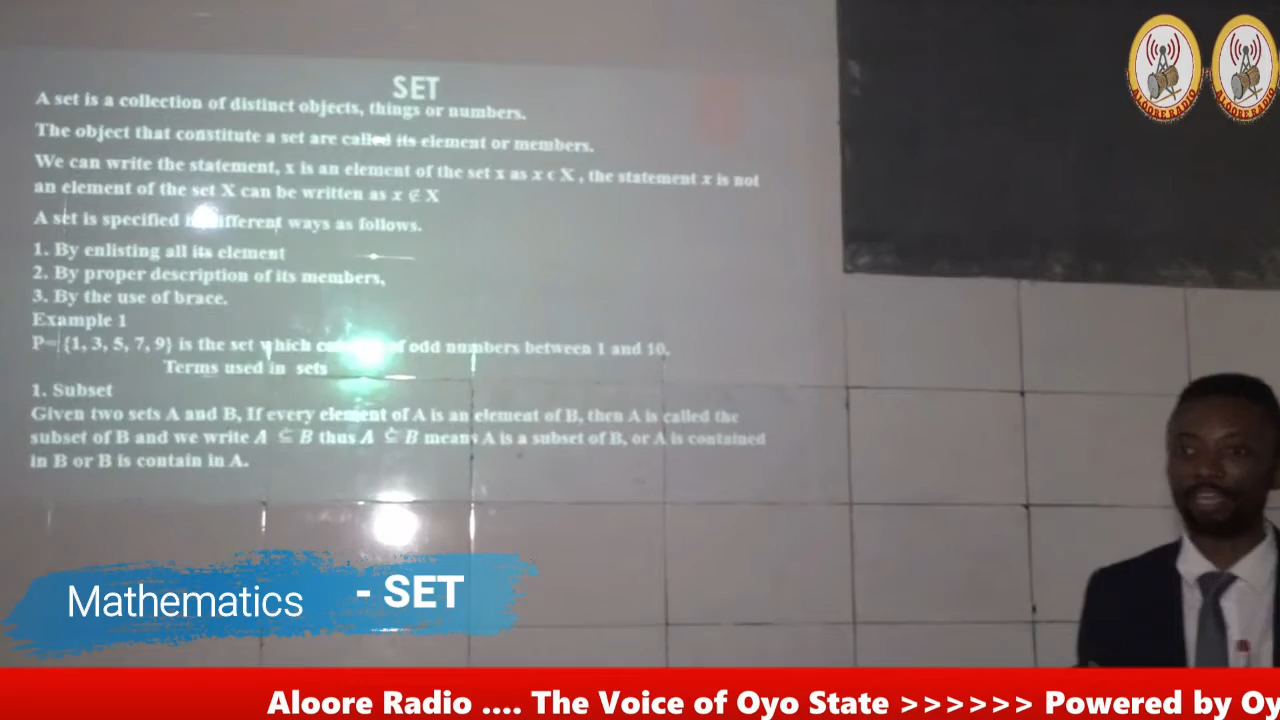 SET
A set is a collection of distinct objects, things or numbers.
The object that constitute a set are called its element or members.
We can write the statement, x is an element of the set x as x ϵ X , the statement x is not
an element of the set X can be written as x ∉ X
A set is specified different ways as follows.
1. By enlisting all its element
2. By proper description of its members,
3. By the use of brace.
Example 1
P= {1, 3, 5, 7, 9} is the set which of odd numbers between 1 and 10,
Terms used in sets
1. Subset
Given two sets A and B, If every element of A is an element of B, then A is called the
subset of B and we write A ⊆ B thus A ⊆ B means A is a subset of B, or A is contained
in B or B is contain in A.
Mathematics - SET
Aloore Radio .... The Voice of Oyo State >>>>>> Powered by Oy
ALOORE RADIO
ALOORE RADIO